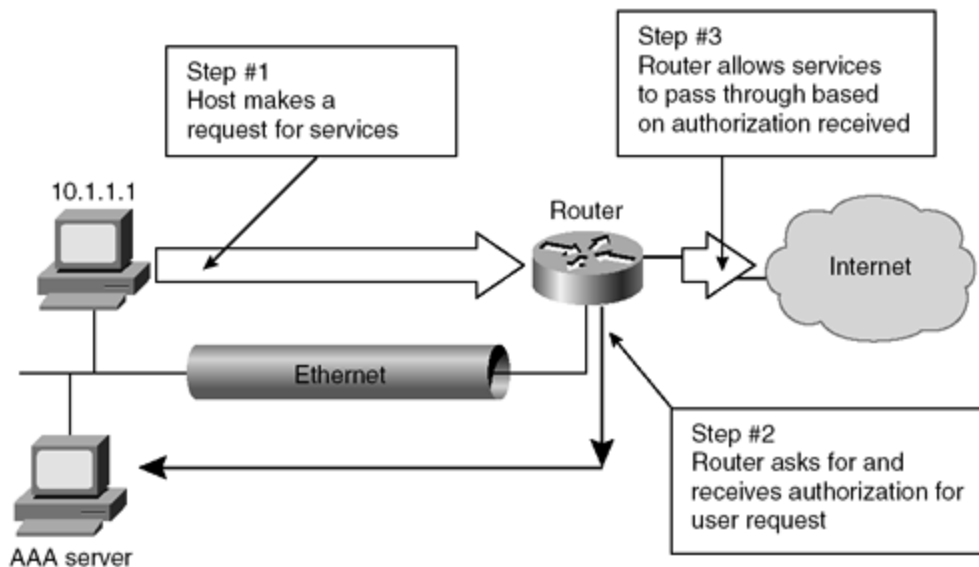 Step #1
Host makes a
request for services
Step #3
Router allows services
to pass through based
on authorization received
10.1.1.1
Router
Internet
Ethernet
Step #2
Router asks for and
receives authorization for
user request
AAA server